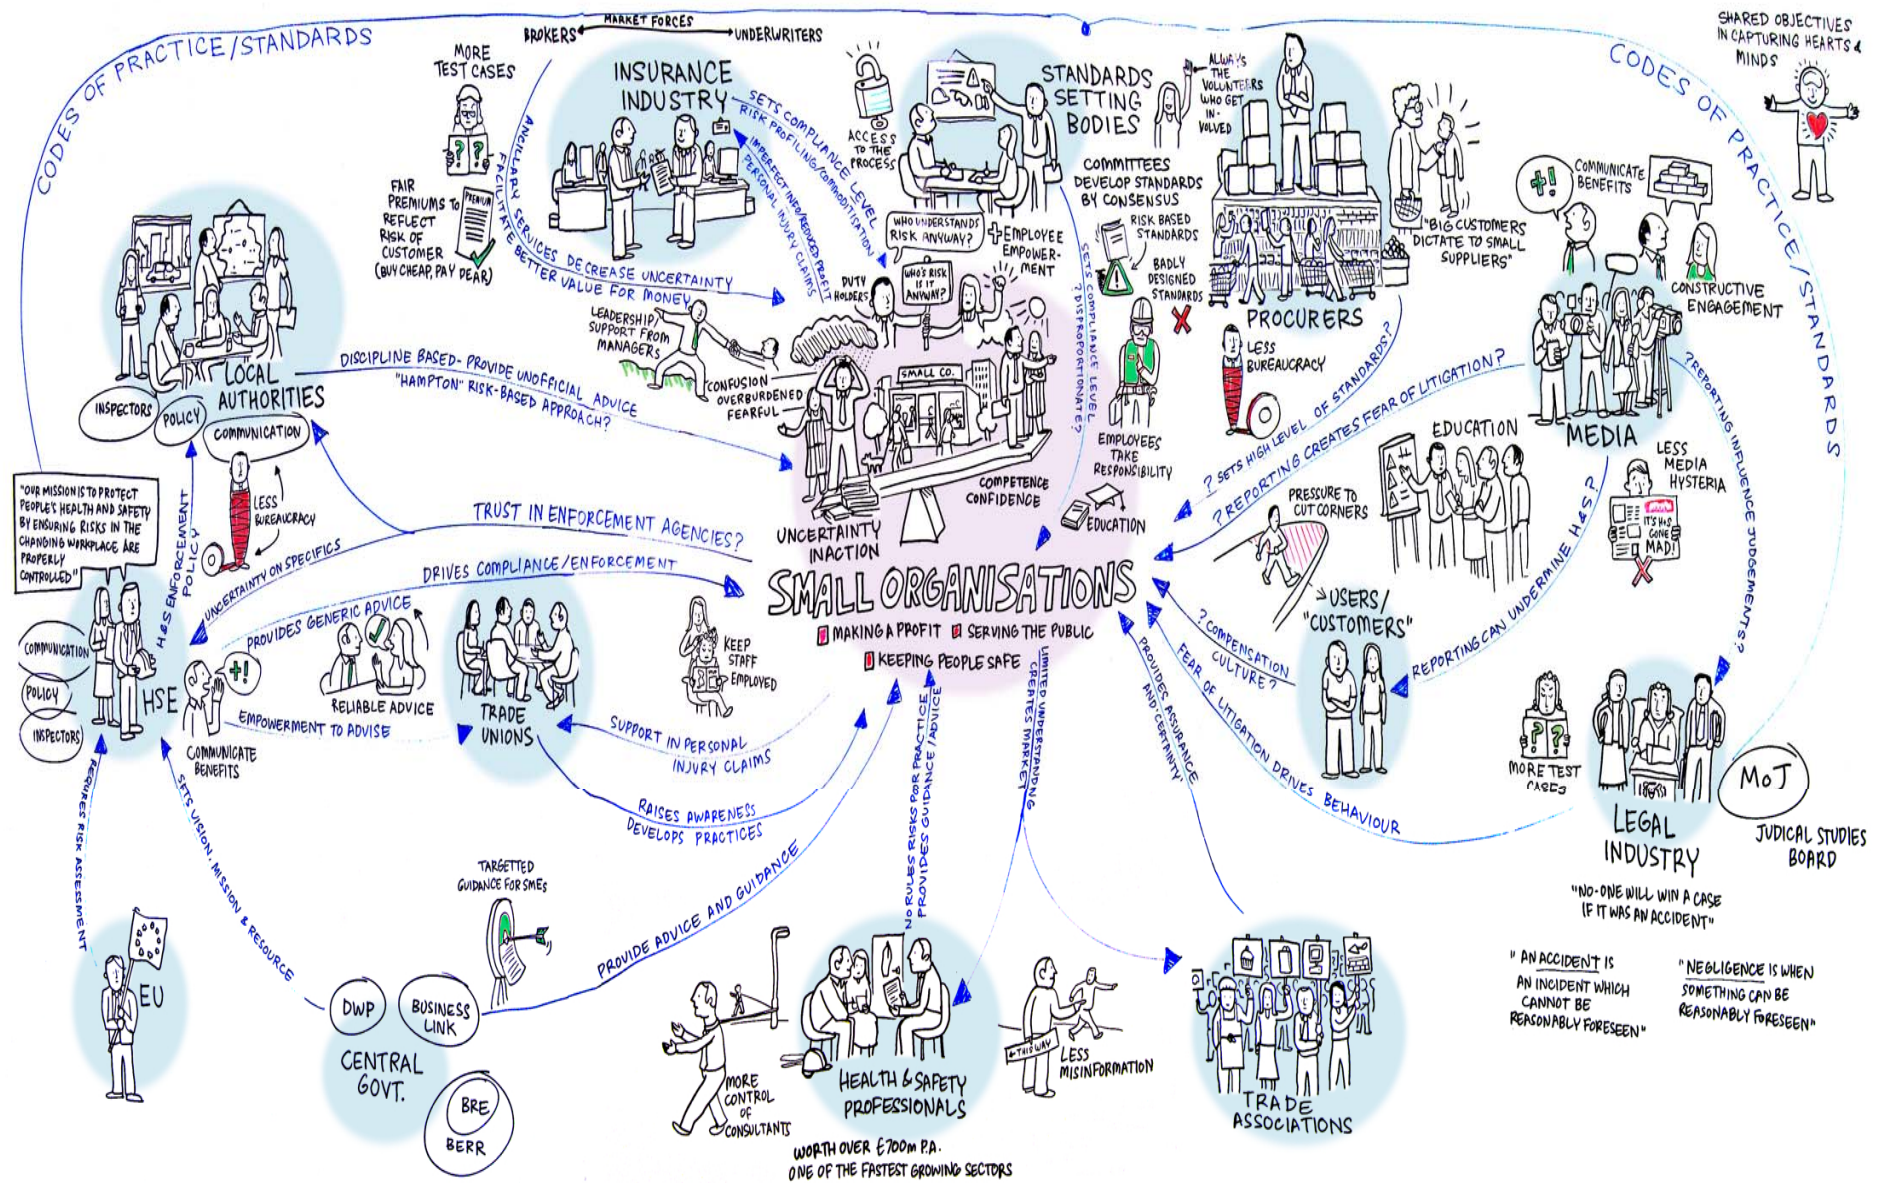 CODES OF PRACTICE/STANDARDS
BROKERS
MARKET FORCES
UNDERWRITERS
MORE
TEST CASES
? ?
FAIR
PREMIUMS TO
REFLECT
RISK OF
CUSTOMER
(BUY CHEAP, PAY DEAR)
PREMIUM
INSURANCE
INDUSTRY
ANCILLARY SERVICES DECREASE UNCERTAINTY
FACILITATE BETTER VALUE FOR MONEY
SETS COMPLIANCE LEVEL
RISK PROFILING/COMMODITISATION
IMPERFECT INFO/REDUCED PROFIT
PERSONAL INJURY CLAIMS
ACCESS
TO THE
PROCESS
STANDARDS
SETTING
BODIES
ALWAYS
THE
VOLUNTEERS
WHO GET
IN-
VOLVED
COMMITTEES
DEVELOP STANDARDS
BY CONSENSUS
RISK BASED
STANDARDS
BADLY
DESIGNED
STANDARDS
SETS COMPLIANCE LEVEL
? DISPROPORTIONATE?
PROCURERS
"BIG CUSTOMERS
DICTATE TO SMALL
SUPPLIERS"
LESS
BUREAUCRACY
? SETS HIGH LEVEL OF STANDARDS?
CODES OF PRACTICE/STANDARDS
SHARED OBJECTIVES
IN CAPTURING HEARTS &
MINDS
+!
COMMUNICATE
BENEFITS
CONSTRUCTIVE
ENGAGEMENT
MEDIA
? REPORTING CREATES FEAR OF LITIGATION?
? REPORTING INFLUENCE JUDGEMENTS?
REPORTING CAN UNDERMINE H&S?
LESS
MEDIA
HYSTERIA
IT'S H&S
GONE
MAD!
EDUCATION
PRESSURE TO
CUT CORNERS
USERS/
"CUSTOMERS"
? COMPENSATION
CULTURE?
FEAR OF LITIGATION DRIVES BEHAVIOUR
MORE TEST
CASES
? ?
LEGAL
INDUSTRY
MoJ
JUDICAL STUDIES
BOARD
"NO-ONE WILL WIN A CASE
IF IT WAS AN ACCIDENT"
"AN ACCIDENT IS
AN INCIDENT WHICH
CANNOT BE
REASONABLY FORESEEN"
"NEGLIGENCE IS WHEN
SOMETHING CAN BE
REASONABLY FORESEEN"
WHO UNDERSTANDS
RISK ANYWAY?
+ EMPLOYEE
EMPOWER-
MENT
DUTY
HOLDERS
WHO'S RISK
IS IT
ANYWAY?
LEADERSHIP/
SUPPORT FROM
MANAGERS
CONFUSION
OVERBURDENED
FEARFUL
SMALL CO.
COMPETENCE
CONFIDENCE
UNCERTAINTY
INACTION
EMPLOYEES
TAKE
RESPONSIBILITY
EDUCATION
SMALL ORGANISATIONS
MAKING A PROFIT
SERVING THE PUBLIC
KEEPING PEOPLE SAFE
LOCAL
AUTHORITIES
INSPECTORS
POLICY
COMMUNICATION
DISCIPLINE BASED - PROVIDE UNOFFICIAL ADVICE
"HAMPTON" RISK-BASED APPROACH?
LESS
BUREAUCRACY
"OUR MISSION IS TO PROTECT
PEOPLE'S HEALTH AND SAFETY
BY ENSURING RISKS IN THE
CHANGING WORKPLACE ARE
PROPERLY
CONTROLLED"
H&S ENFORCEMENT
POLICY
TRUST IN ENFORCEMENT AGENCIES?
UNCERTAINTY ON SPECIFICS
DRIVES COMPLIANCE/ENFORCEMENT
PROVIDES GENERIC ADVICE
COMMUNICATION
POLICY
INSPECTORS
HSE
+!
COMMUNICATE
BENEFITS
RELIABLE ADVICE
EMPOWERMENT TO ADVISE
TRADE
UNIONS
KEEP
STAFF
EMPLOYED
SUPPORT IN PERSONAL
INJURY CLAIMS
RAISES AWARENESS
DEVELOPS PRACTICES
REQUIRES RISK ASSESSMENT
EU
SETS VISION, MISSION & RESOURCE
DWP
BUSINESS
LINK
CENTRAL
GOVT.
BRE
BERR
TARGETTED
GUIDANCE FOR SMEs
PROVIDE ADVICE AND GUIDANCE
NO RULES RISKS POOR PRACTICE
PROVIDES GUIDANCE/ADVICE
LIMITED UNDERSTANDING
CREATES MARKET
PROVIDES ASSURANCE
AND CERTAINTY
MORE
CONTROL
OF
CONSULTANTS
HEALTH & SAFETY
PROFESSIONALS
WORTH OVER £700m P.A.
ONE OF THE FASTEST GROWING SECTORS
THIS WAY
LESS
MISINFORMATION
TRADE
ASSOCIATIONS